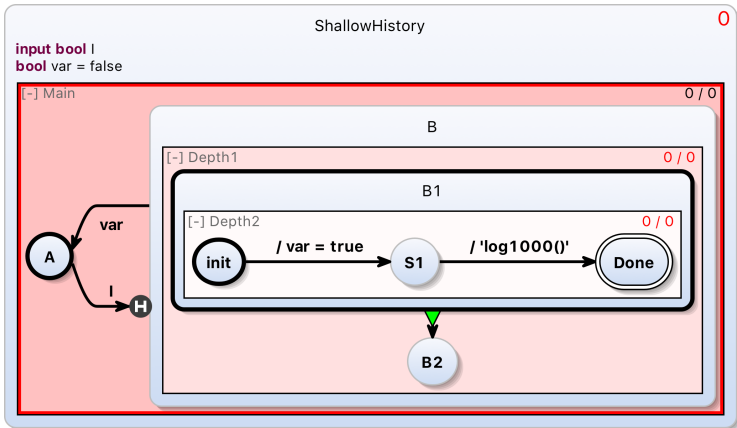 ShallowHistory
0
input bool I
bool var = false
[-] Main
0 / 0
B
[-] Depth1
0 / 0
B1
[-] Depth2
0 / 0
var
A
I
H
init
/ var = true
S1
/ 'log1000()'
Done
B2